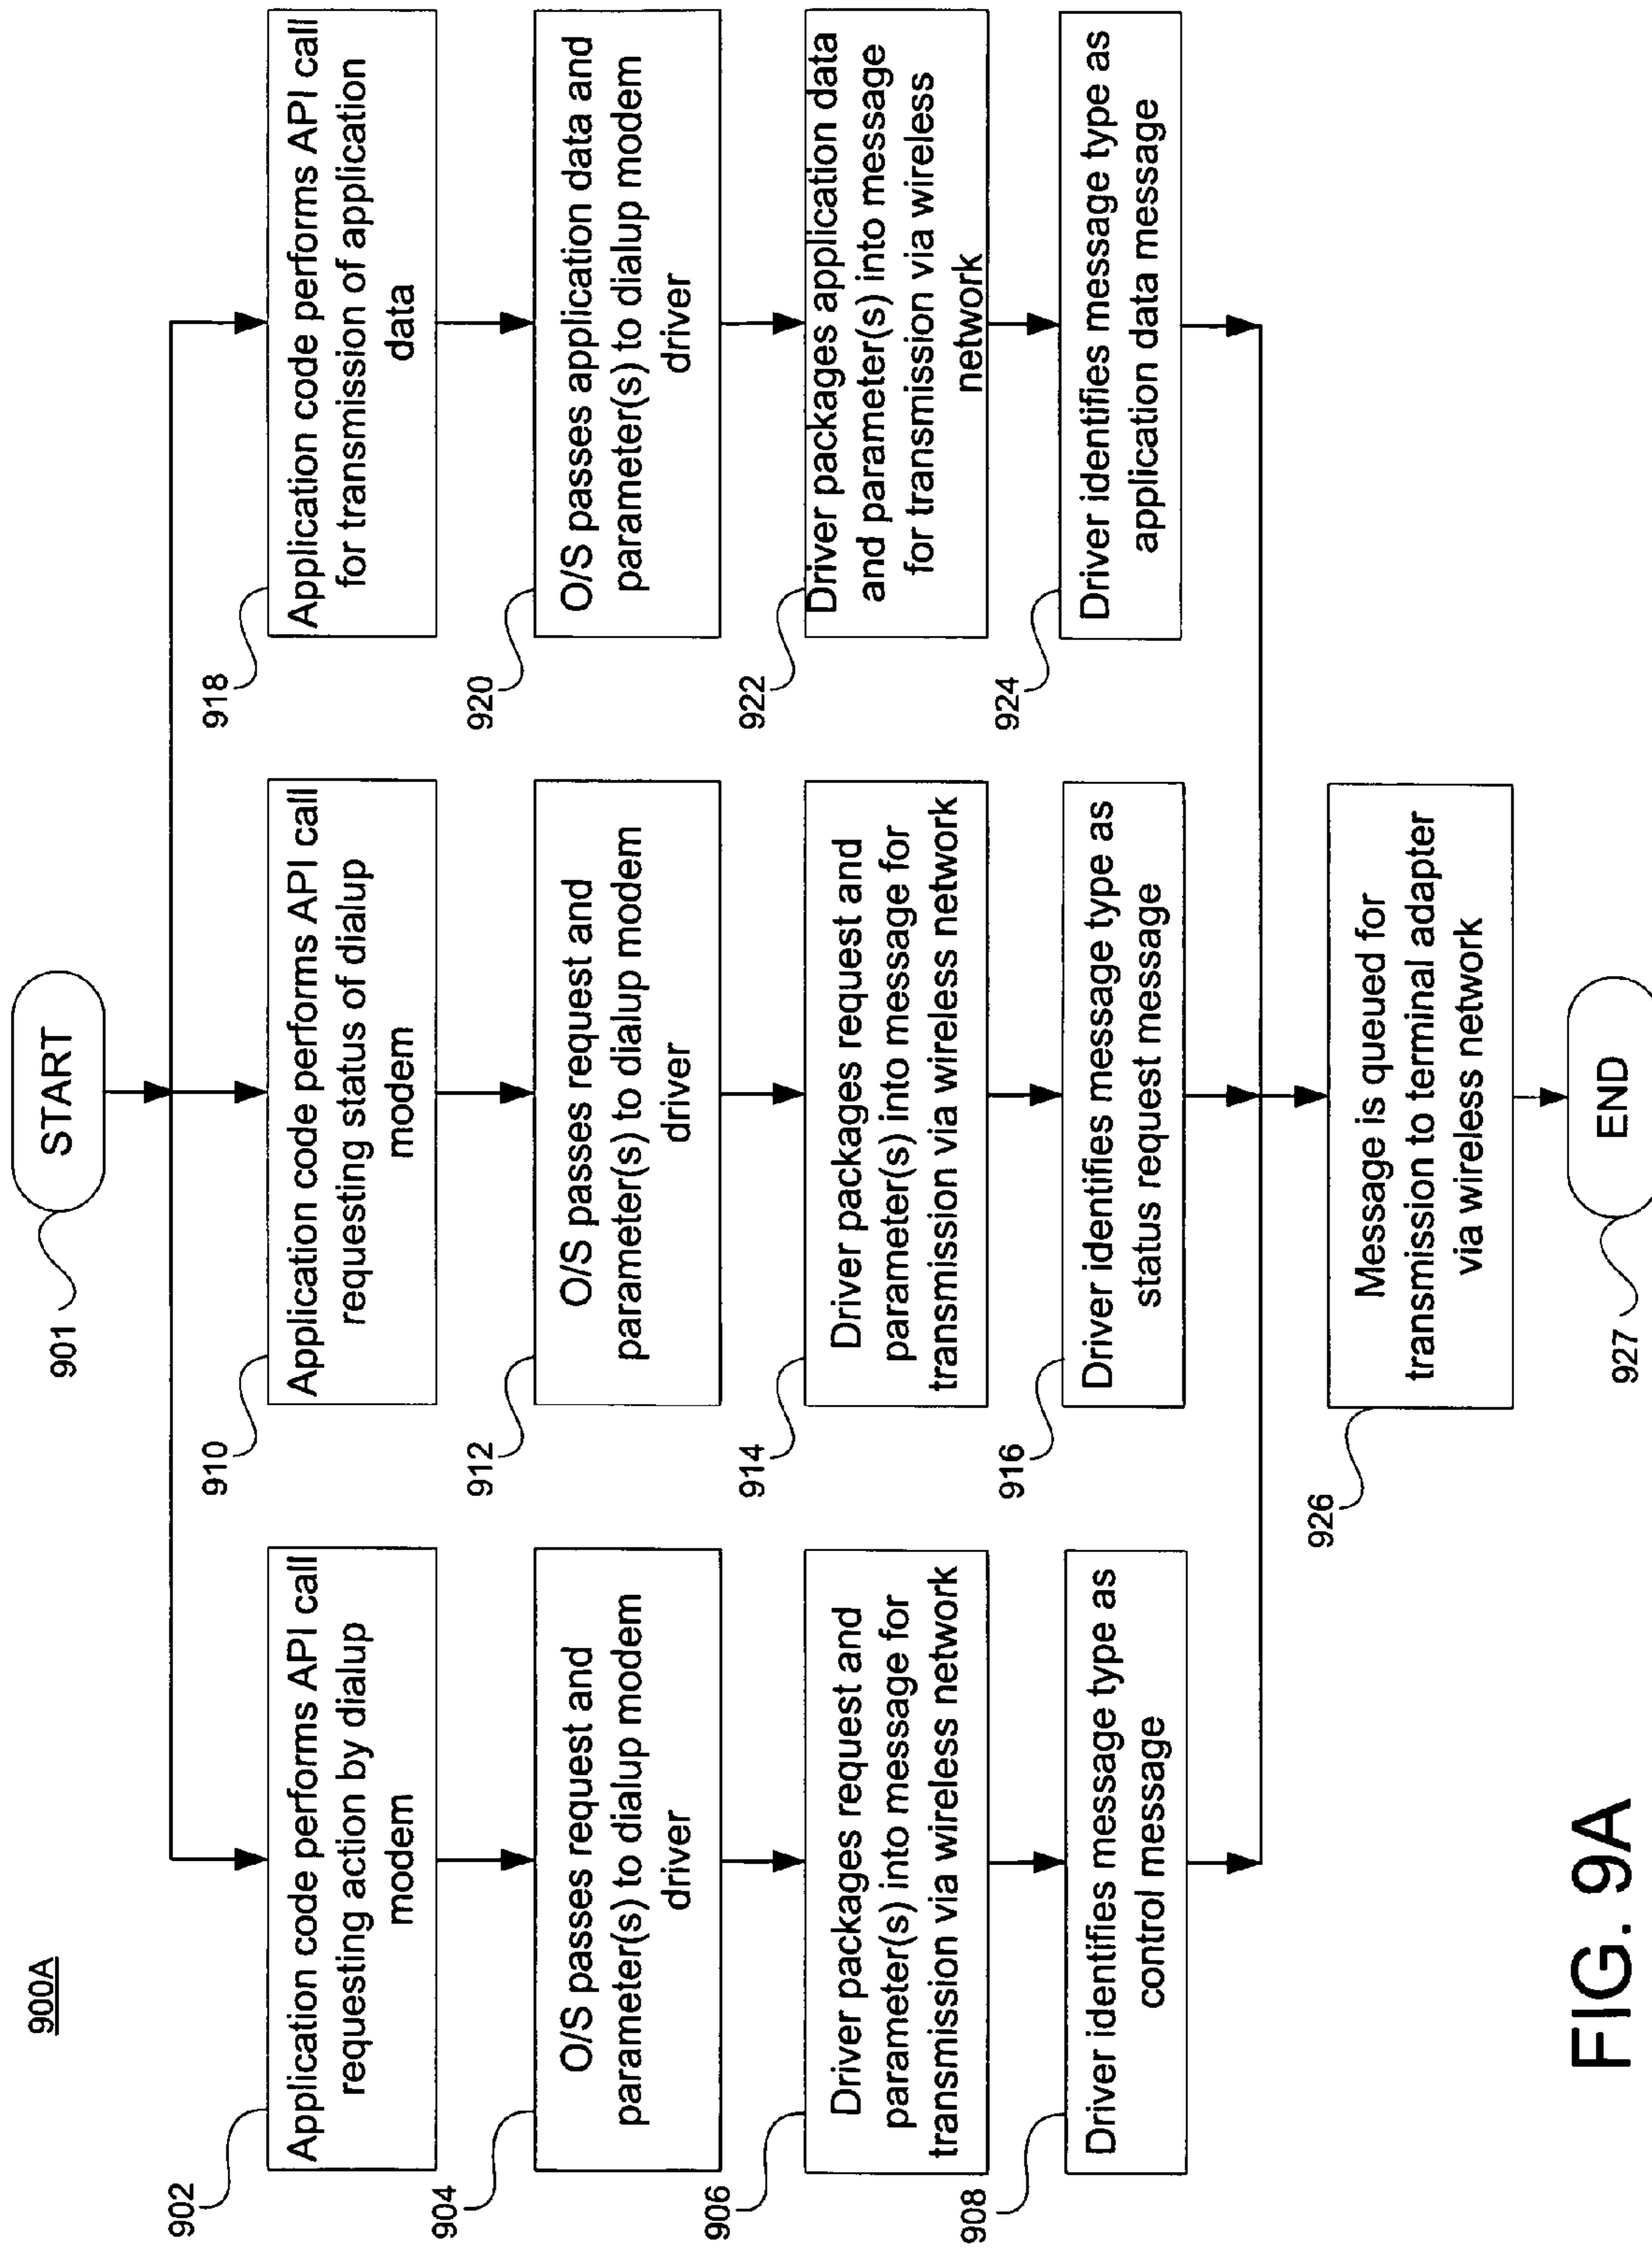 900A
START
901
902
Application code performs API call
requesting action by dialup
modem
904
O/S passes request and
parameter(s) to dialup modem
driver
906
Driver packages request and
parameter(s) into message for
transmission via wireless network
908
Driver identifies message type as
control message
910
Application code performs API call
requesting status of dialup
modem
912
O/S passes request and
parameter(s) to dialup modem
driver
914
Driver packages request and
parameter(s) into message for
transmission via wireless network
916
Driver identifies message type as
status request message
918
Application code performs API call
for transmission of application
data
920
O/S passes application data and
parameter(s) to dialup modem
driver
922
Driver packages application data
and parameter(s) into message
for transmission via wireless
network
924
Driver identifies message type as
application data message
926
Message is queued for
transmission to terminal adapter
via wireless network
927
END
FIG. 9A